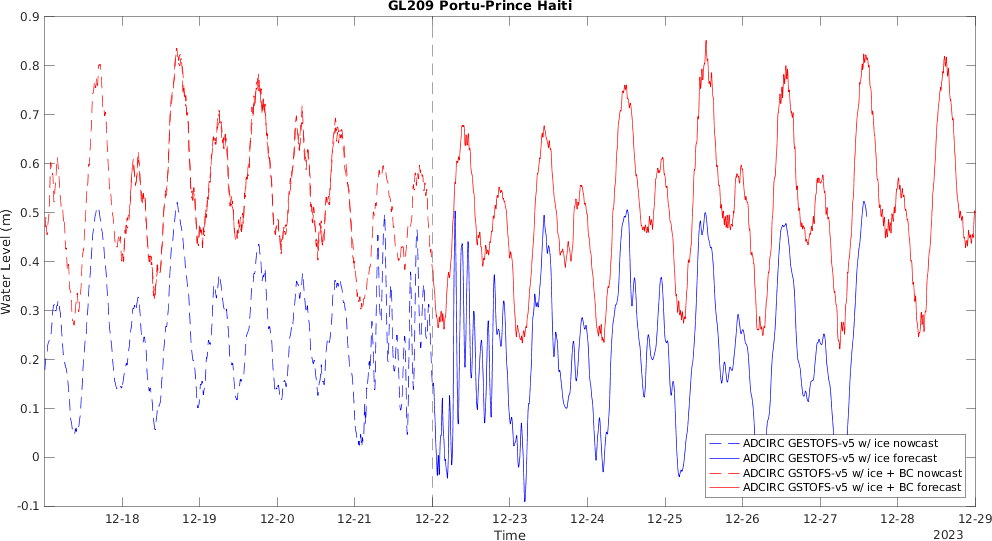 GL209 Portu-Prince Haiti
0.9
0.8
0.7
0.6
0.5
0.4
0.3
0.2
0.1
0
-0.1
Water Level (m)
ADCIRC GESTOFS-v5 w/ ice nowcast
ADCIRC GESTOFS-v5 w/ ice forecast
ADCIRC GSTOFS-v5 w/ ice + BC nowcast
ADCIRC GSTOFS-v5 w/ ice + BC forecast
12-18 12-19 12-20 12-21 12-22 12-23 12-24 12-25 12-26 12-27 12-28 12-29
Time
2023